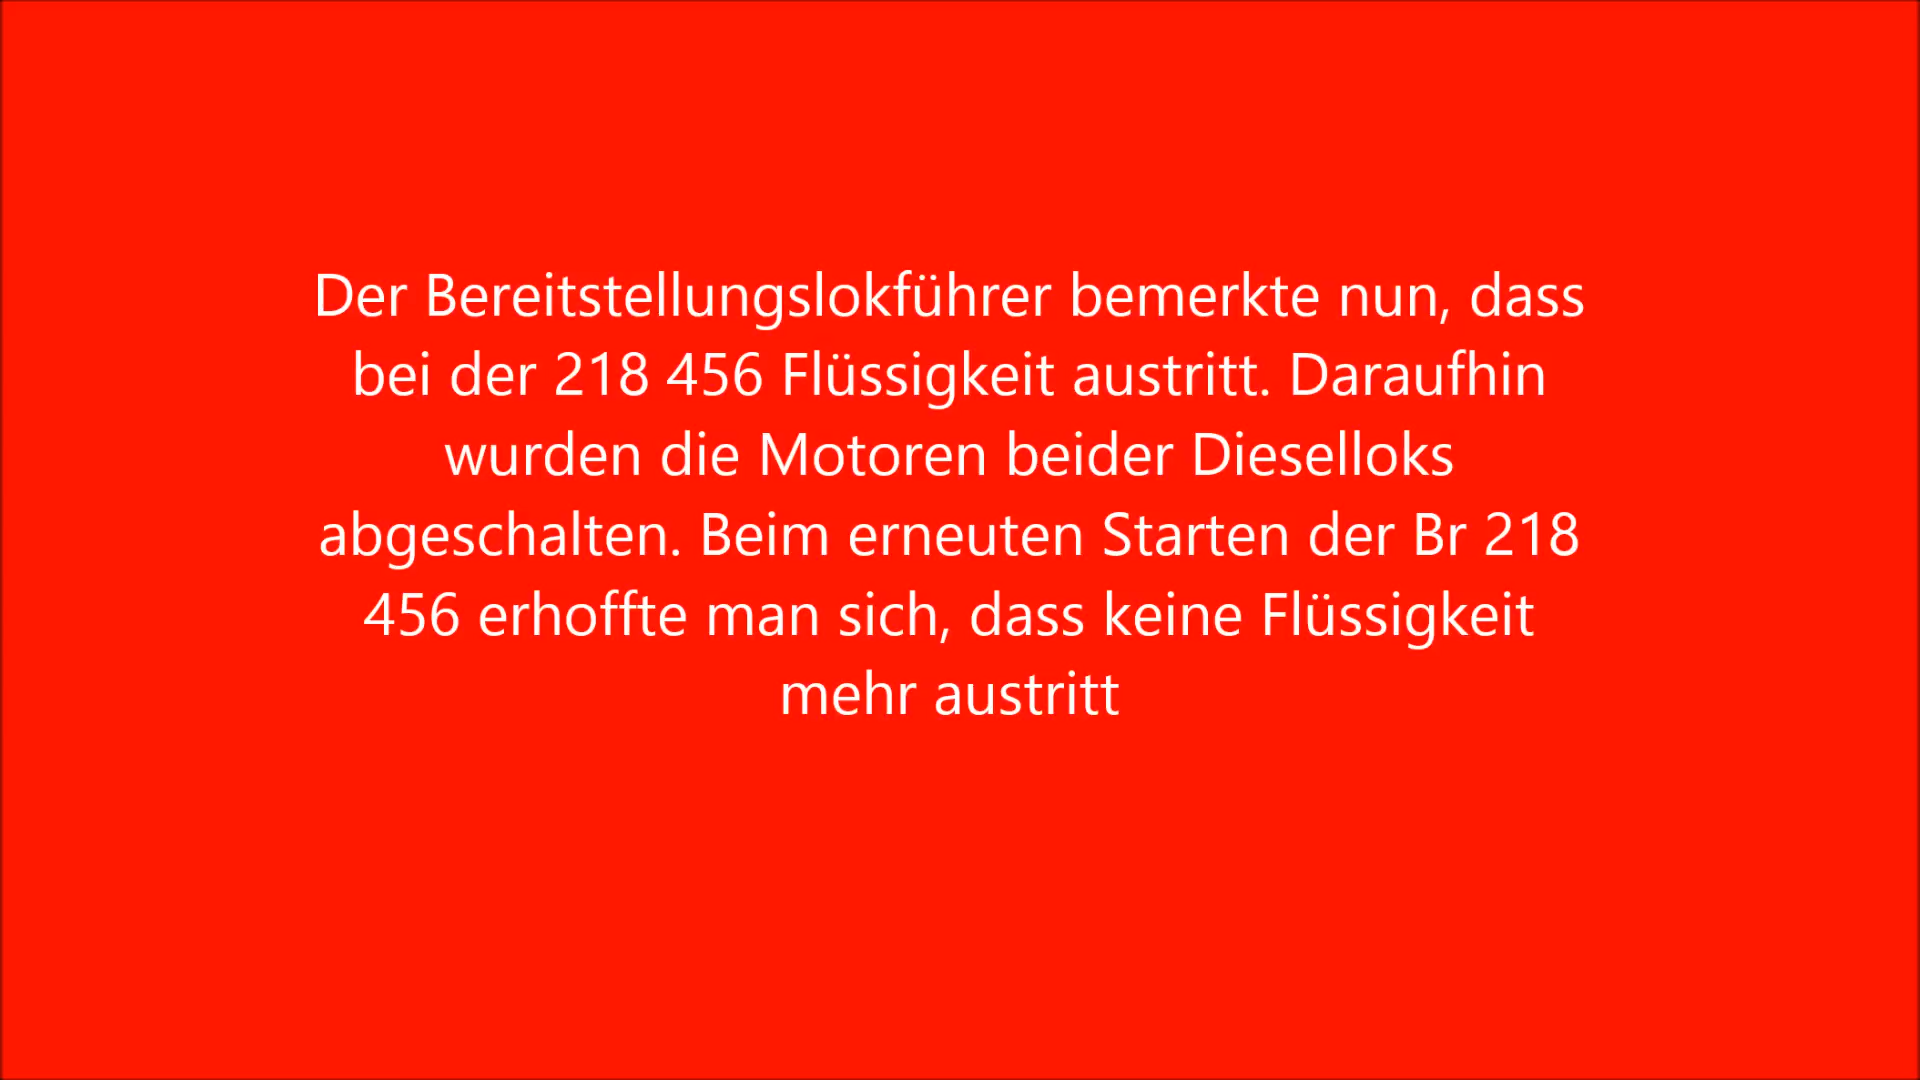 Der Bereitstellungslokführer bemerkte nun, dass
bei der 218 456 Flüssigkeit austritt. Daraufhin
wurden die Motoren beider Dieselloks
abgeschalten. Beim erneuten Starten der Br 218
456 erhoffte man sich, dass keine Flüssigkeit
mehr austritt